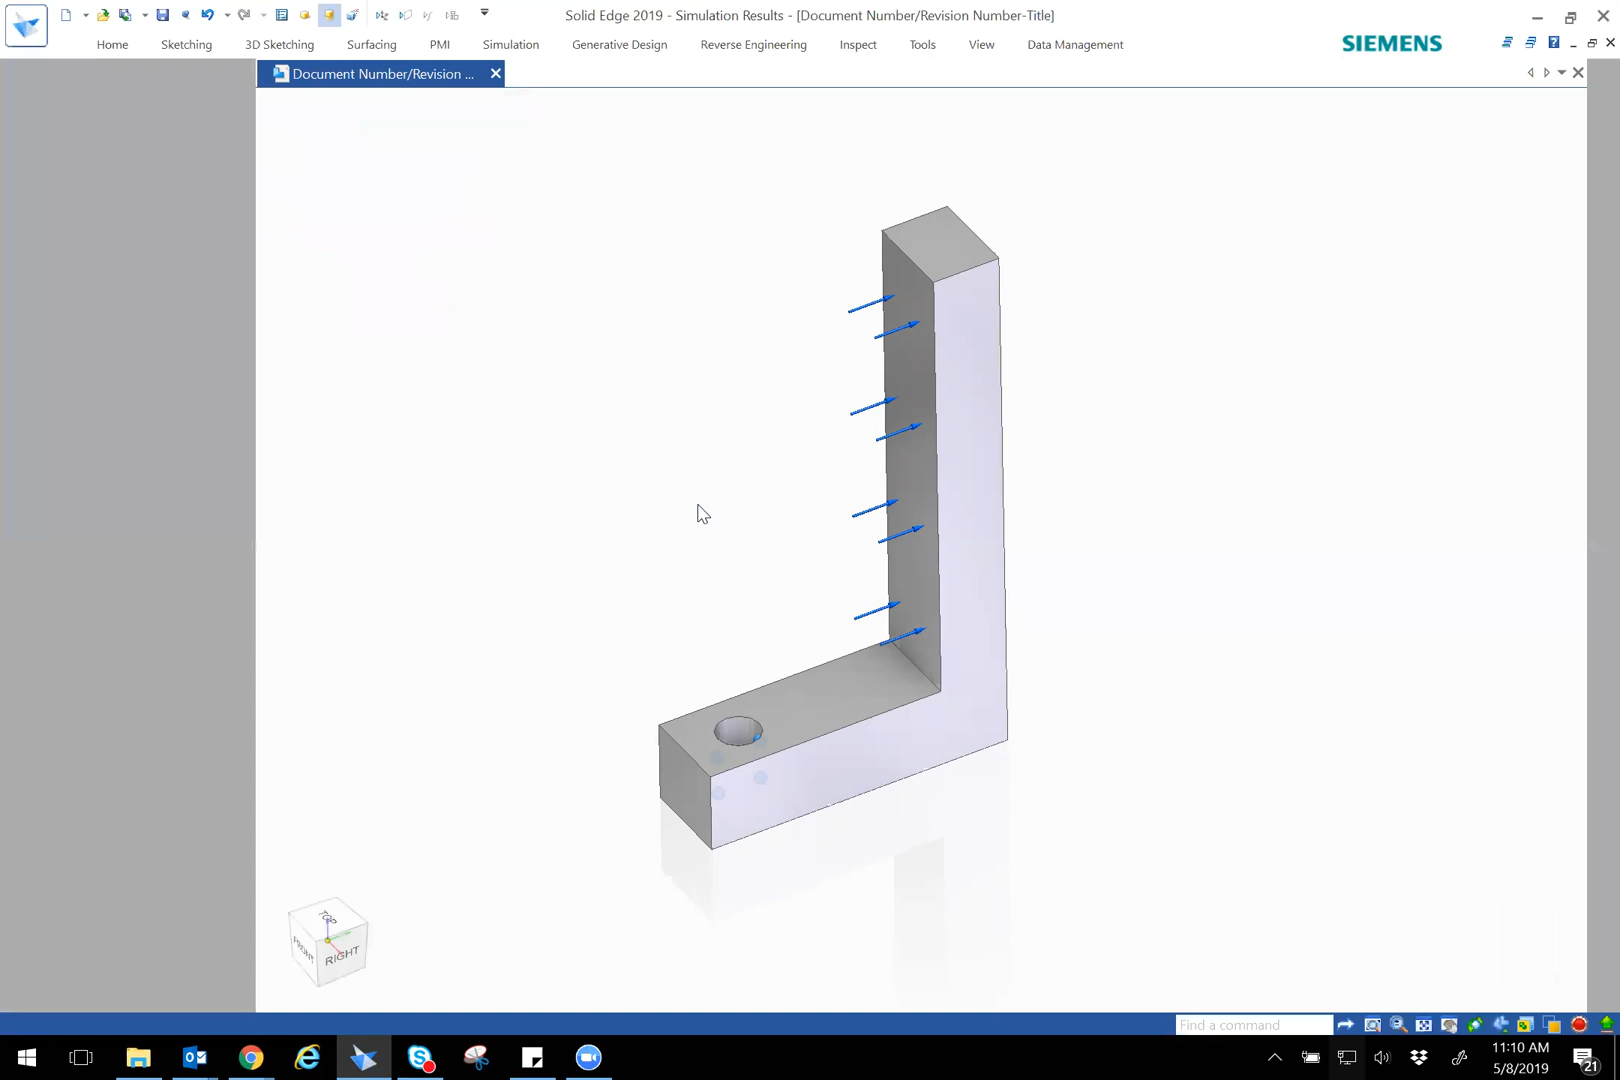 Solid Edge 2019 - Simulation Results - [Document Number/Revision Number-Title]
Home Sketching 3D Sketching Surfacing PMI Simulation Generative Design Reverse Engineering Inspect Tools View Data Management
SIEMENS
Document Number/Revision ...
TOP
FRONT
RIGHT
Find a command
11:10 AM
5/8/2019
21